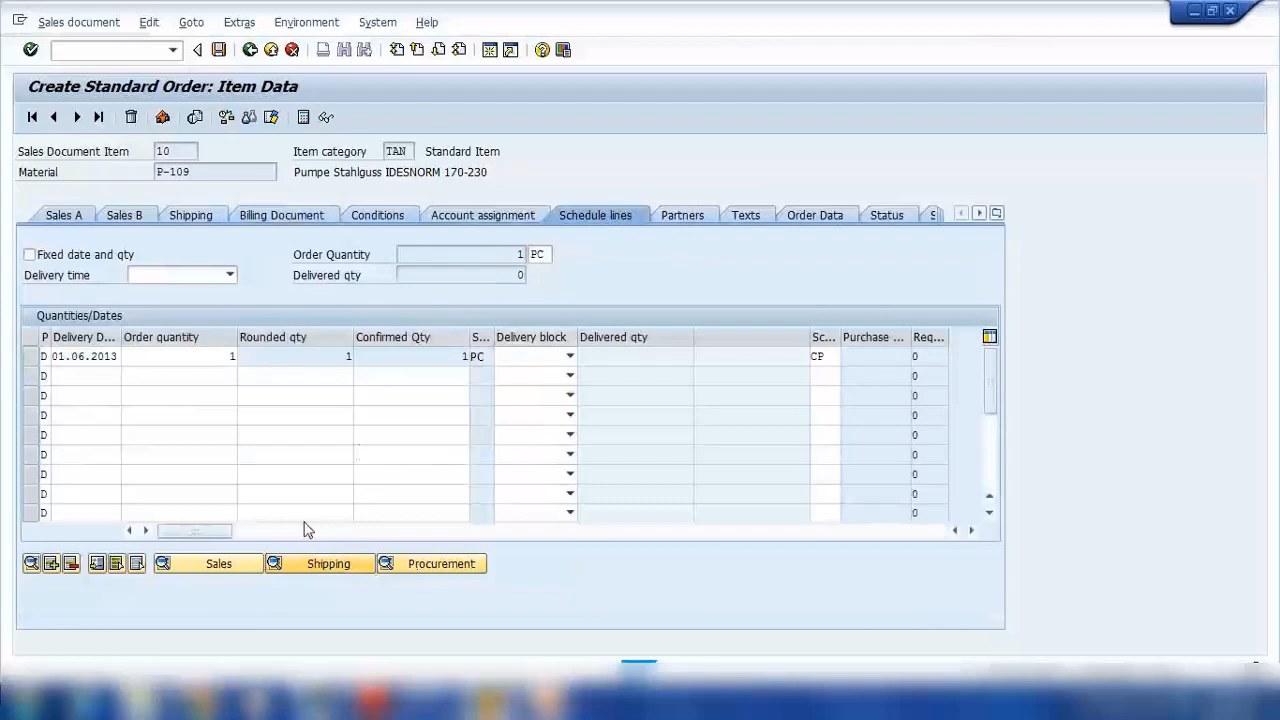 Sales document Edit Goto Extras Environment System Help
Create Standard Order: Item Data
Sales Document Item 10 Item category TAN Standard Item
Material P-109 Pumpe Stahlguss IDESNORM 170-230
Sales A Sales B Shipping Billing Document Conditions Account assignment Schedule lines Partners Texts Order Data Status S
Fixed date and qty Order Quantity 1 PC
Delivery time Delivered qty 0
Quantities/Dates
P Delivery D... Order quantity Rounded qty Confirmed Qty S... Delivery block Delivered qty Sc... Purchase ... Req...
D 01.06.2013 1 1 1 PC CP 0
D 0
D 0
D 0
D 0
D 0
D 0
D 0
D 0
Sales Shipping Procurement